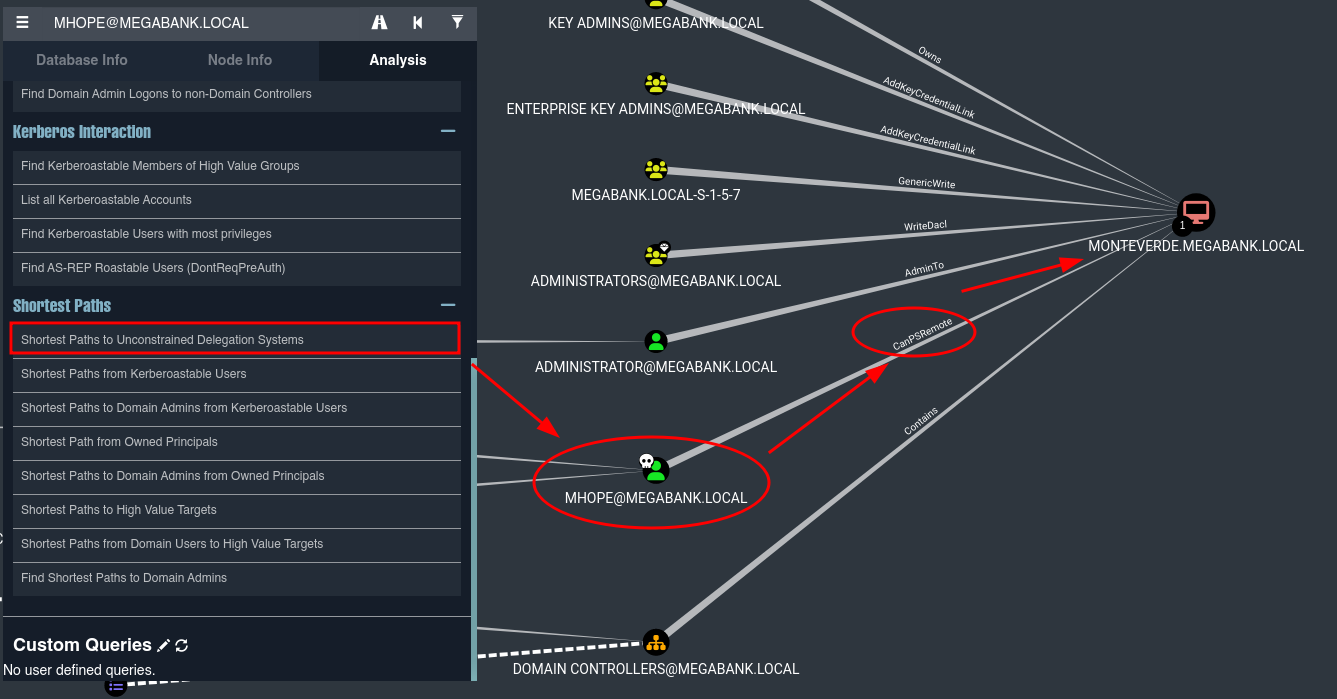 MHOPE@MEGABANK.LOCAL
Database Info
Node Info
Analysis
Find Domain Admin Logons to non-Domain Controllers
Kerberos Interaction
Find Kerberoastable Members of High Value Groups
List all Kerberoastable Accounts
Find Kerberoastable Users with most privileges
Find AS-REP Roastable Users (DontReqPreAuth)
Shortest Paths
Shortest Paths to Unconstrained Delegation Systems
Shortest Paths from Kerberoastable Users
Shortest Paths to Domain Admins from Kerberoastable Users
Shortest Path from Owned Principals
Shortest Paths to Domain Admins from Owned Principals
Shortest Paths to High Value Targets
Shortest Paths from Domain Users to High Value Targets
Find Shortest Paths to Domain Admins
Custom Queries
No user defined queries.
KEY ADMINS@MEGABANK.LOCAL
Owns
AddKeyCredentialLink
ENTERPRISE KEY ADMINS@MEGABANK.LOCAL
AddKeyCredentialLink
MEGABANK.LOCAL-S-1-5-7
GenericWrite
1
MONTEVERDE.MEGABANK.LOCAL
WriteDacl
ADMINISTRATORS@MEGABANK.LOCAL
AdminTo
ADMINISTRATOR@MEGABANK.LOCAL
CanPSRemote
MHOPE@MEGABANK.LOCAL
Contains
DOMAIN CONTROLLERS@MEGABANK.LOCAL